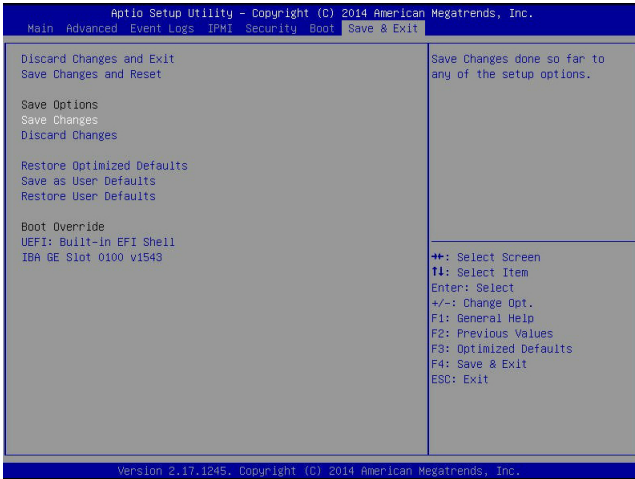 Aptio Setup Utility – Copyright (C) 2014 American Megatrends, Inc.
Main Advanced Event Logs IPMI Security Boot Save & Exit
Discard Changes and Exit
Save Changes and Reset
Save Options
Save Changes
Discard Changes
Restore Optimized Defaults
Save as User Defaults
Restore User Defaults
Boot Override
UEFI: Built-in EFI Shell
IBA GE Slot 0100 v1543
Save Changes done so far to
any of the setup options.
→←: Select Screen
↑↓: Select Item
Enter: Select
+/-: Change Opt.
F1: General Help
F2: Previous Values
F3: Optimized Defaults
F4: Save & Exit
ESC: Exit
Version 2.17.1245. Copyright (C) 2014 American Megatrends, Inc.